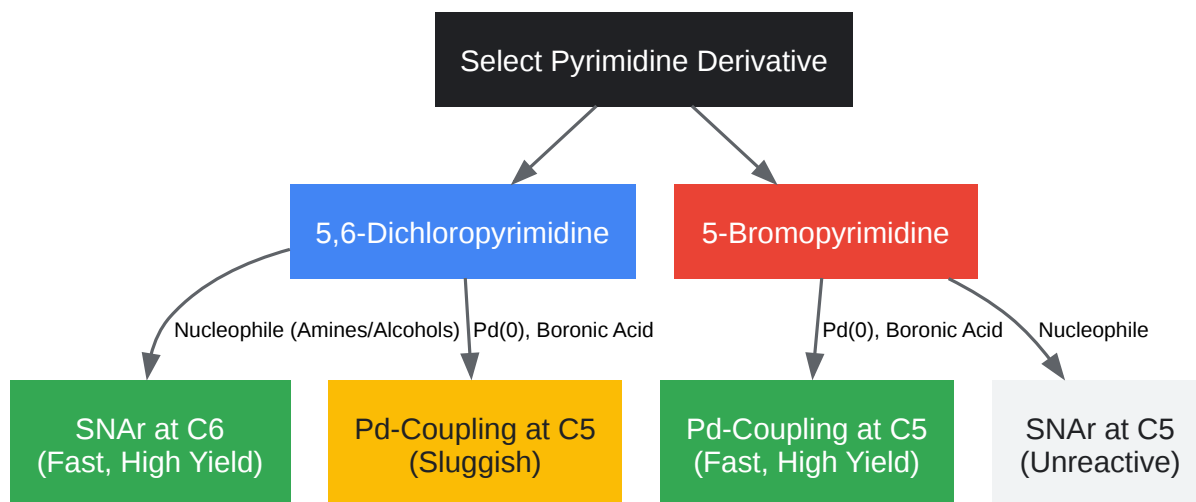 Select Pyrimidine Derivative
5,6-Dichloropyrimidine
5-Bromopyrimidine
Nucleophile (Amines/Alcohols)
Pd(0), Boronic Acid
Pd(0), Boronic Acid
Nucleophile
SNAr at C6
(Fast, High Yield)
Pd-Coupling at C5
(Sluggish)
Pd-Coupling at C5
(Fast, High Yield)
SNAr at C5
(Unreactive)